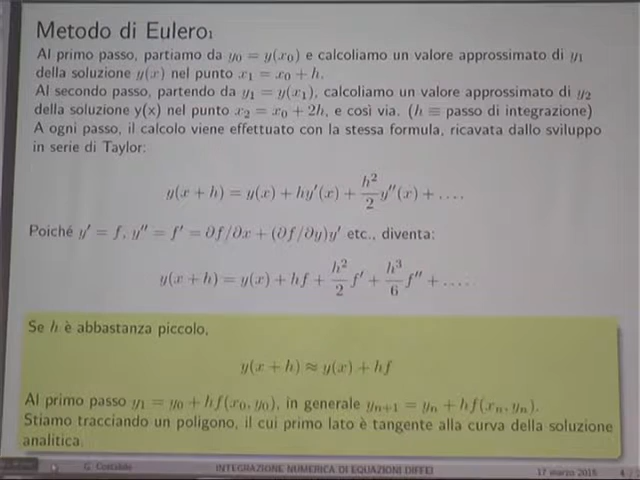 Metodo di Eulero₁
Al primo passo, partiamo da y₀ = y(x₀) e calcoliamo un valore approssimato di y₁
della soluzione y(x) nel punto x₁ = x₀ + h.
Al secondo passo, partendo da y₁ = y(x₁), calcoliamo un valore approssimato di y₂
della soluzione y(x) nel punto x₂ = x₀ + 2h, e così via. (h ≡ passo di integrazione)
A ogni passo, il calcolo viene effettuato con la stessa formula, ricavata dallo sviluppo
in serie di Taylor:
y(x + h) = y(x) + hy′(x) + h²/2 y″(x) + ....
Poiché y′ = f, y″ = f′ = ∂f/∂x + (∂f/∂y)y′ etc., diventa:
y(x + h) = y(x) + hf + h²/2 f′ + h³/6 f″ + .....
Se h è abbastanza piccolo,
y(x + h) ≈ y(x) + hf
Al primo passo y₁ = y₀ + hf(x₀, y₀), in generale yₙ₊₁ = yₙ + hf(xₙ, yₙ).
Stiamo tracciando un poligono, il cui primo lato è tangente alla curva della soluzione
analitica.
G. Costabile INTEGRAZIONE NUMERICA DI EQUAZIONI DIFFEI 17 marzo 2015 4 /